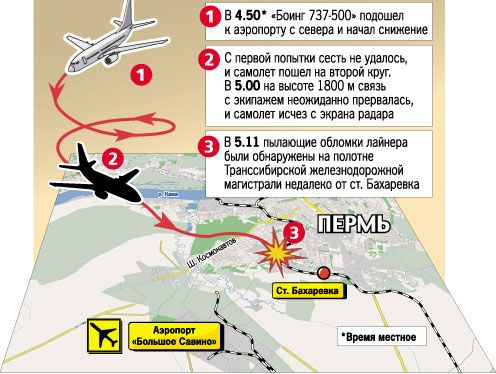 1 В 4.50* «Боинг 737-500» подошел
к аэропорту с севера и начал снижение
2 С первой попытки сесть не удалось,
и самолет пошел на второй круг.
В 5.00 на высоте 1800 м связь
с экипажем неожиданно прервалась,
и самолет исчез с экрана радара
3 В 5.11 пылающие обломки лайнера
были обнаружены на полотне
Транссибирской железнодорожной
магистрали недалеко от ст. Бахаревка
1
2
р. Кама
ПЕРМЬ
3
Ш. Космонавтов
Ст. Бахаревка
Аэропорт
«Большое Савино»
*Время местное